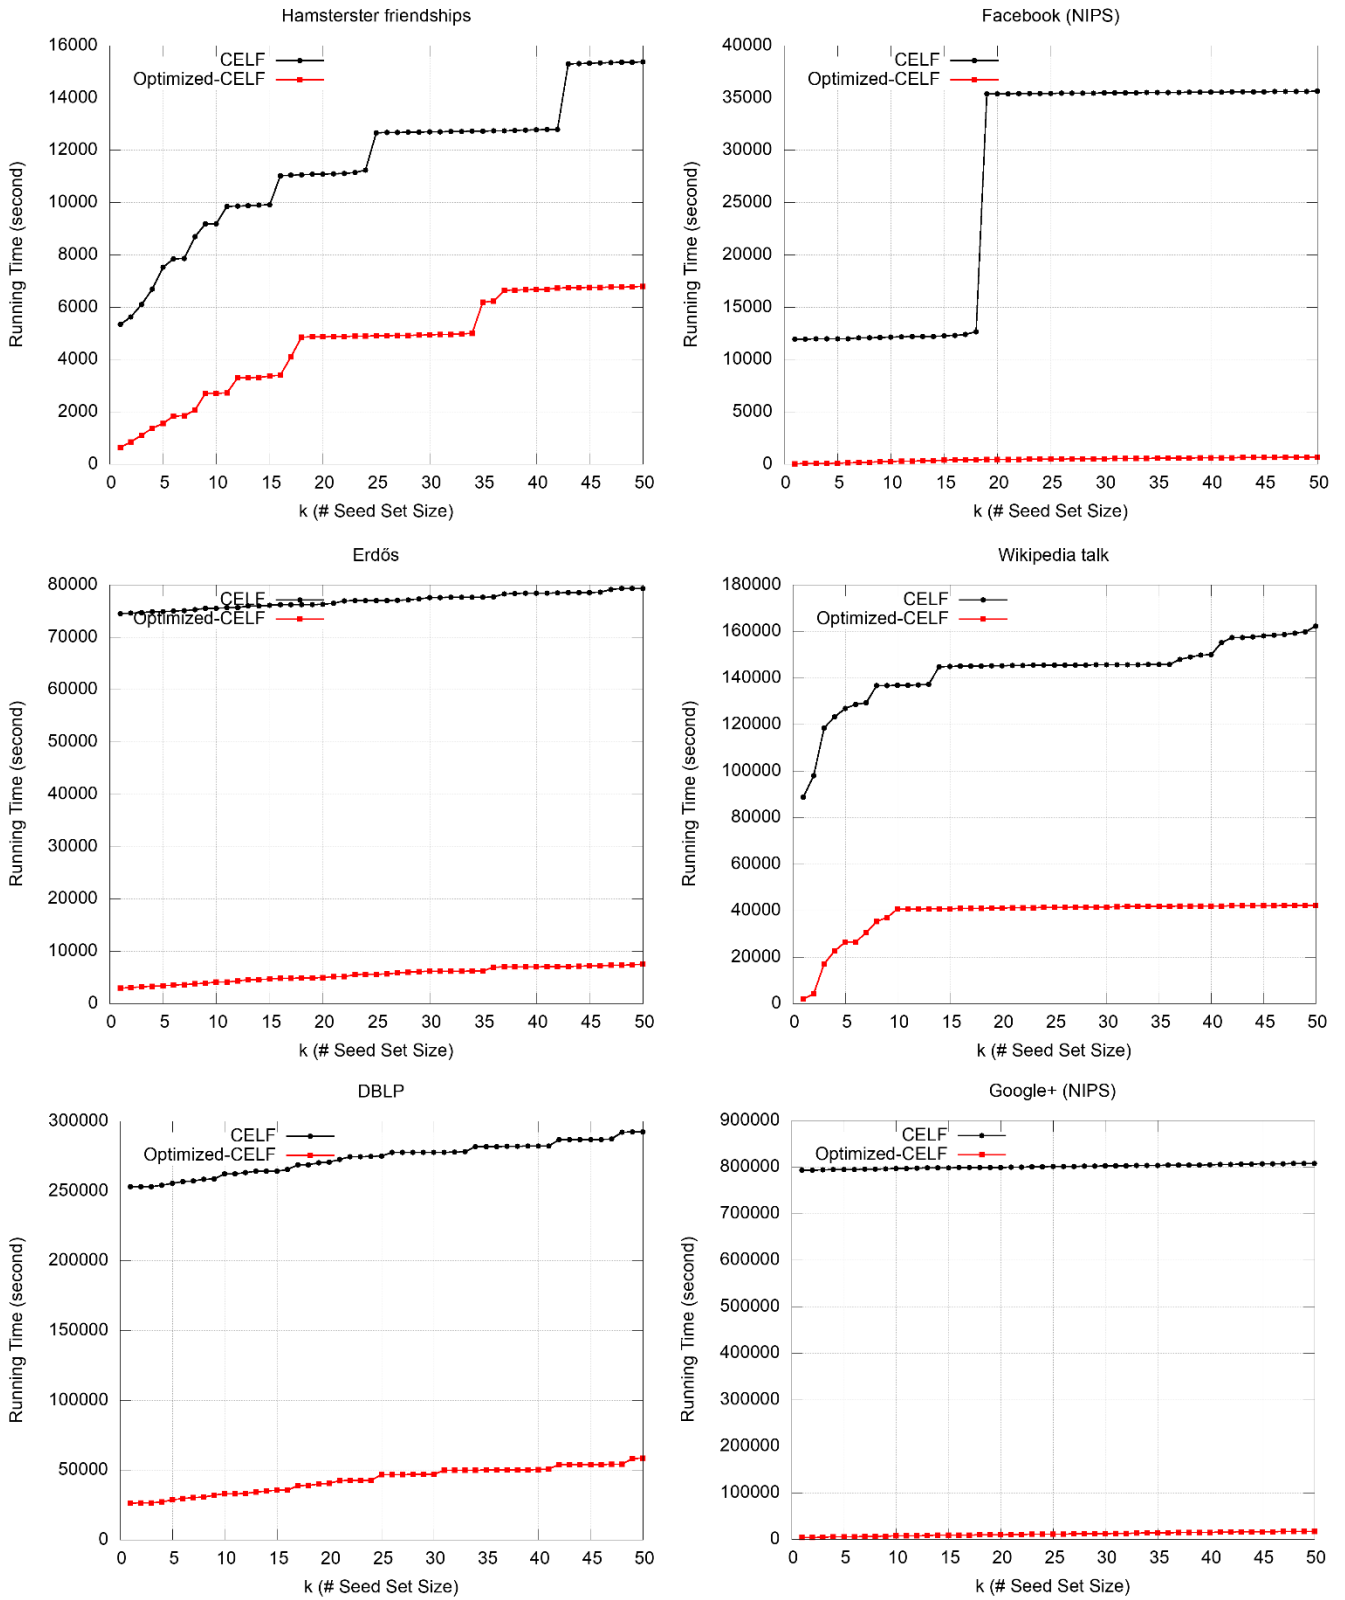 Hamsterster friendships
16000
14000
12000
10000
8000
6000
4000
2000
0
CELF
Optimized-CELF
Running Time (second)
0 5 10 15 20 25 30 35 40 45 50
k (# Seed Set Size)
Facebook (NIPS)
40000
35000
30000
25000
20000
15000
10000
5000
0
CELF
Optimized-CELF
Running Time (second)
0 5 10 15 20 25 30 35 40 45 50
k (# Seed Set Size)
Erdős
80000
70000
60000
50000
40000
30000
20000
10000
0
CELF
Optimized-CELF
Running Time (second)
0 5 10 15 20 25 30 35 40 45 50
k (# Seed Set Size)
Wikipedia talk
180000
160000
140000
120000
100000
80000
60000
40000
20000
0
CELF
Optimized-CELF
Running Time (second)
0 5 10 15 20 25 30 35 40 45 50
k (# Seed Set Size)
DBLP
300000
250000
200000
150000
100000
50000
0
CELF
Optimized-CELF
Running Time (second)
0 5 10 15 20 25 30 35 40 45 50
k (# Seed Set Size)
Google+ (NIPS)
900000
800000
700000
600000
500000
400000
300000
200000
100000
0
CELF
Optimized-CELF
Running Time (second)
0 5 10 15 20 25 30 35 40 45 50
k (# Seed Set Size)